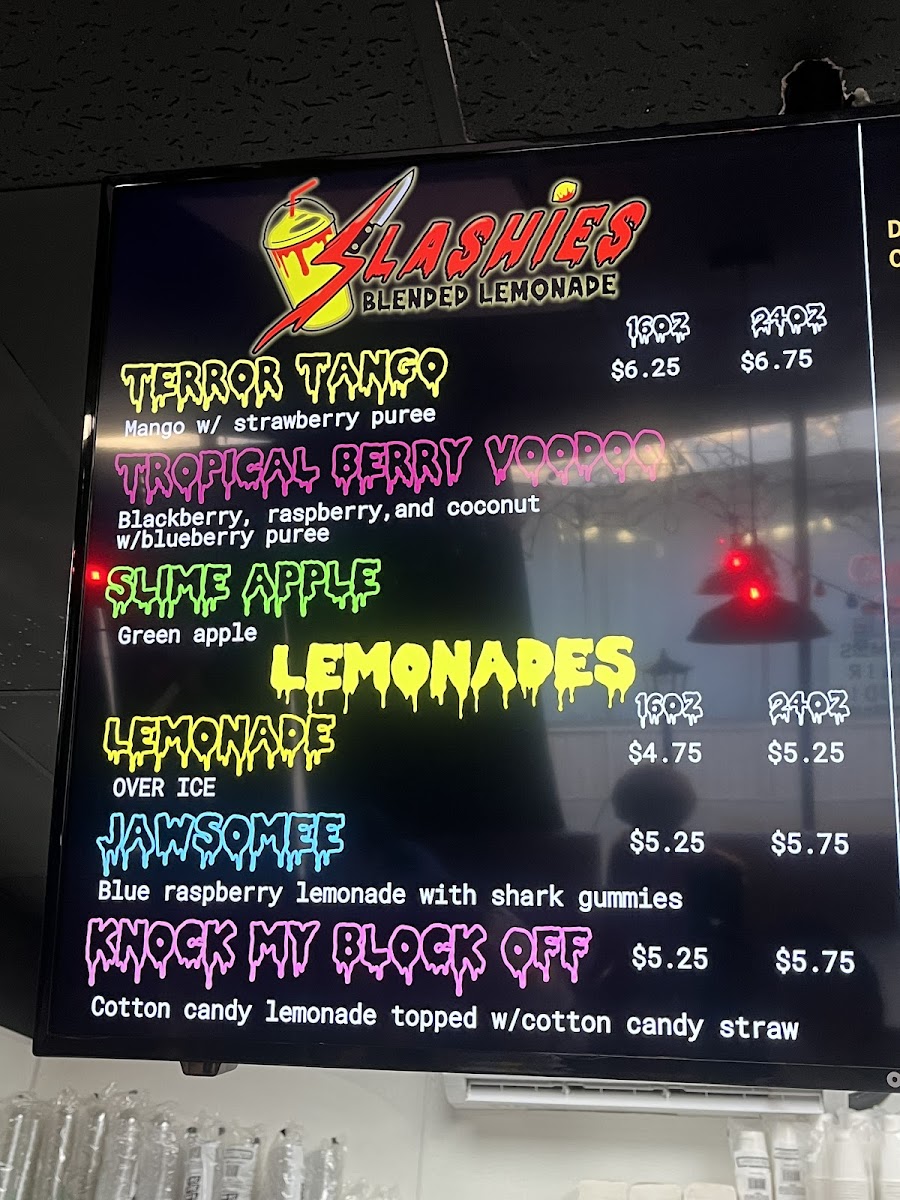 SLASHIES
BLENDED LEMONADE
16OZ 24OZ
TERROR TANGO $6.25 $6.75
Mango w/ strawberry puree
TROPICAL BERRY VOODOO
Blackberry, raspberry,and coconut
w/blueberry puree
SLIME APPLE
Green apple
LEMONADES
16OZ 24OZ
LEMONADE $4.75 $5.25
OVER ICE
JAWSOMEE $5.25 $5.75
Blue raspberry lemonade with shark gummies
KNOCK MY BLOCK OFF $5.25 $5.75
Cotton candy lemonade topped w/cotton candy straw